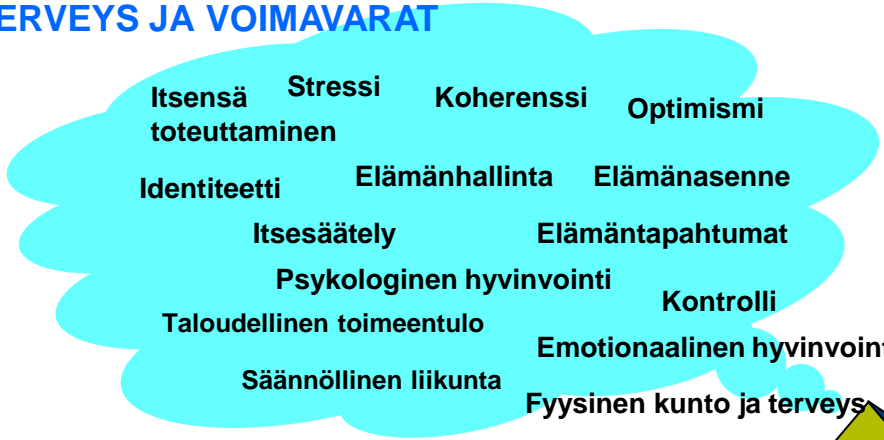 ERVEYS JA VOIMAVARAT
Itsensä
toteuttaminen
Stressi
Koherenssi
Optimismi
Identiteetti
Elämänhallinta
Elämänasenne
Itsesäätely
Elämäntapahtumat
Psykologinen hyvinvointi
Kontrolli
Taloudellinen toimeentulo
Emotionaalinen hyvinvoint
Säännöllinen liikunta
Fyysinen kunto ja terveys